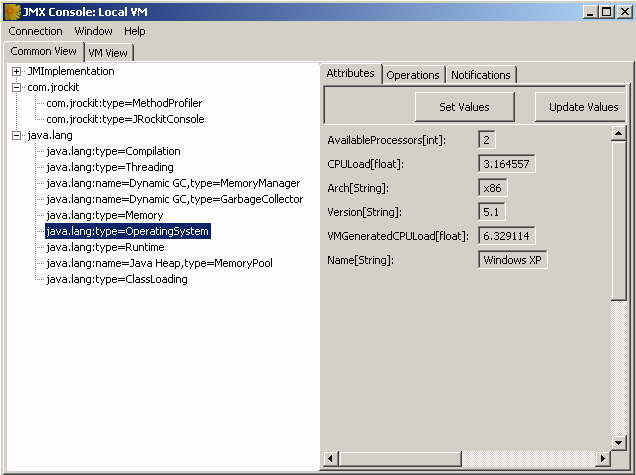 JMX Console: Local VM
Connection Window Help
Common View VM View
JMImplementation
com.jrockit
com.jrockit:type=MethodProfiler
com.jrockit:type=JRockitConsole
java.lang
java.lang:type=Compilation
java.lang:type=Threading
java.lang:name=Dynamic GC,type=MemoryManager
java.lang:name=Dynamic GC,type=GarbageCollector
java.lang:type=Memory
java.lang:type=OperatingSystem
java.lang:type=Runtime
java.lang:name=Java Heap,type=MemoryPool
java.lang:type=ClassLoading
Attributes Operations Notifications
Set Values Update Values
AvailableProcessors[int]: 2
CPULoad[float]: 3.164557
Arch[String]: x86
Version[String]: 5.1
VMGeneratedCPULoad[float]: 6.329114
Name[String]: Windows XP